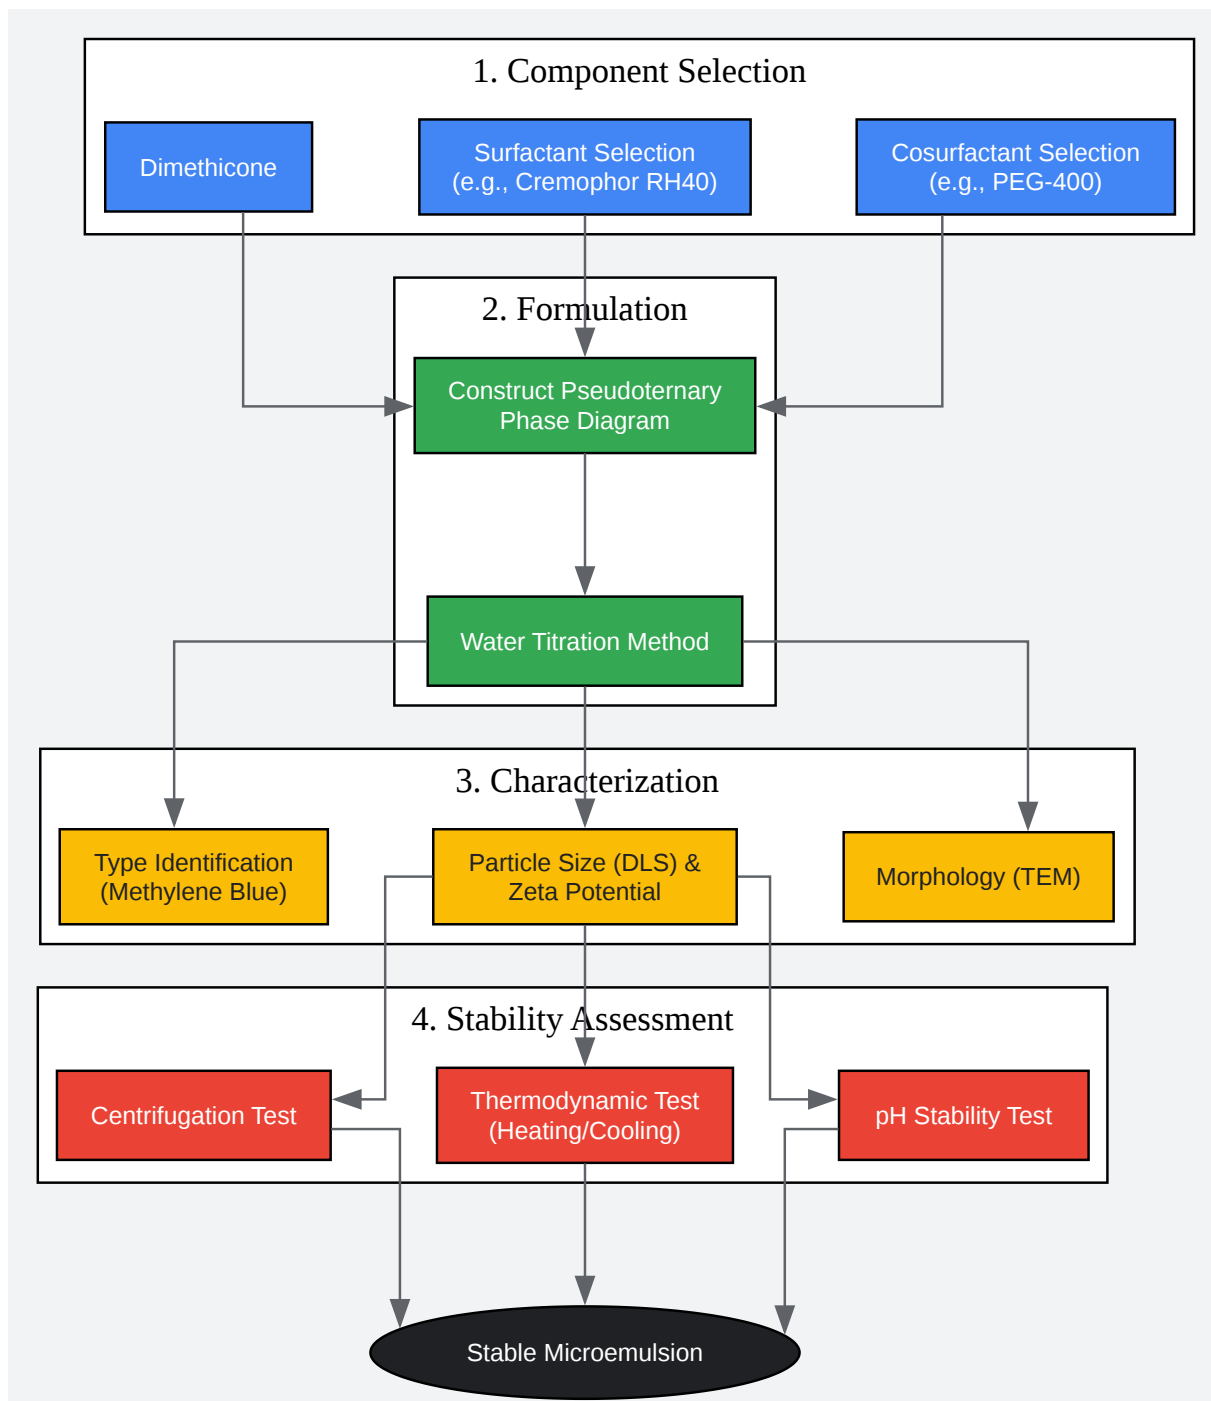 1. Component Selection
Dimethicone
Surfactant Selection
(e.g., Cremophor RH40)
Cosurfactant Selection
(e.g., PEG-400)
2. Formulation
Construct Pseudoternary
Phase Diagram
Water Titration Method
3. Characterization
Type Identification
(Methylene Blue)
Particle Size (DLS) &
Zeta Potential
Morphology (TEM)
4. Stability Assessment
Centrifugation Test
Thermodynamic Test
(Heating/Cooling)
pH Stability Test
Stable Microemulsion